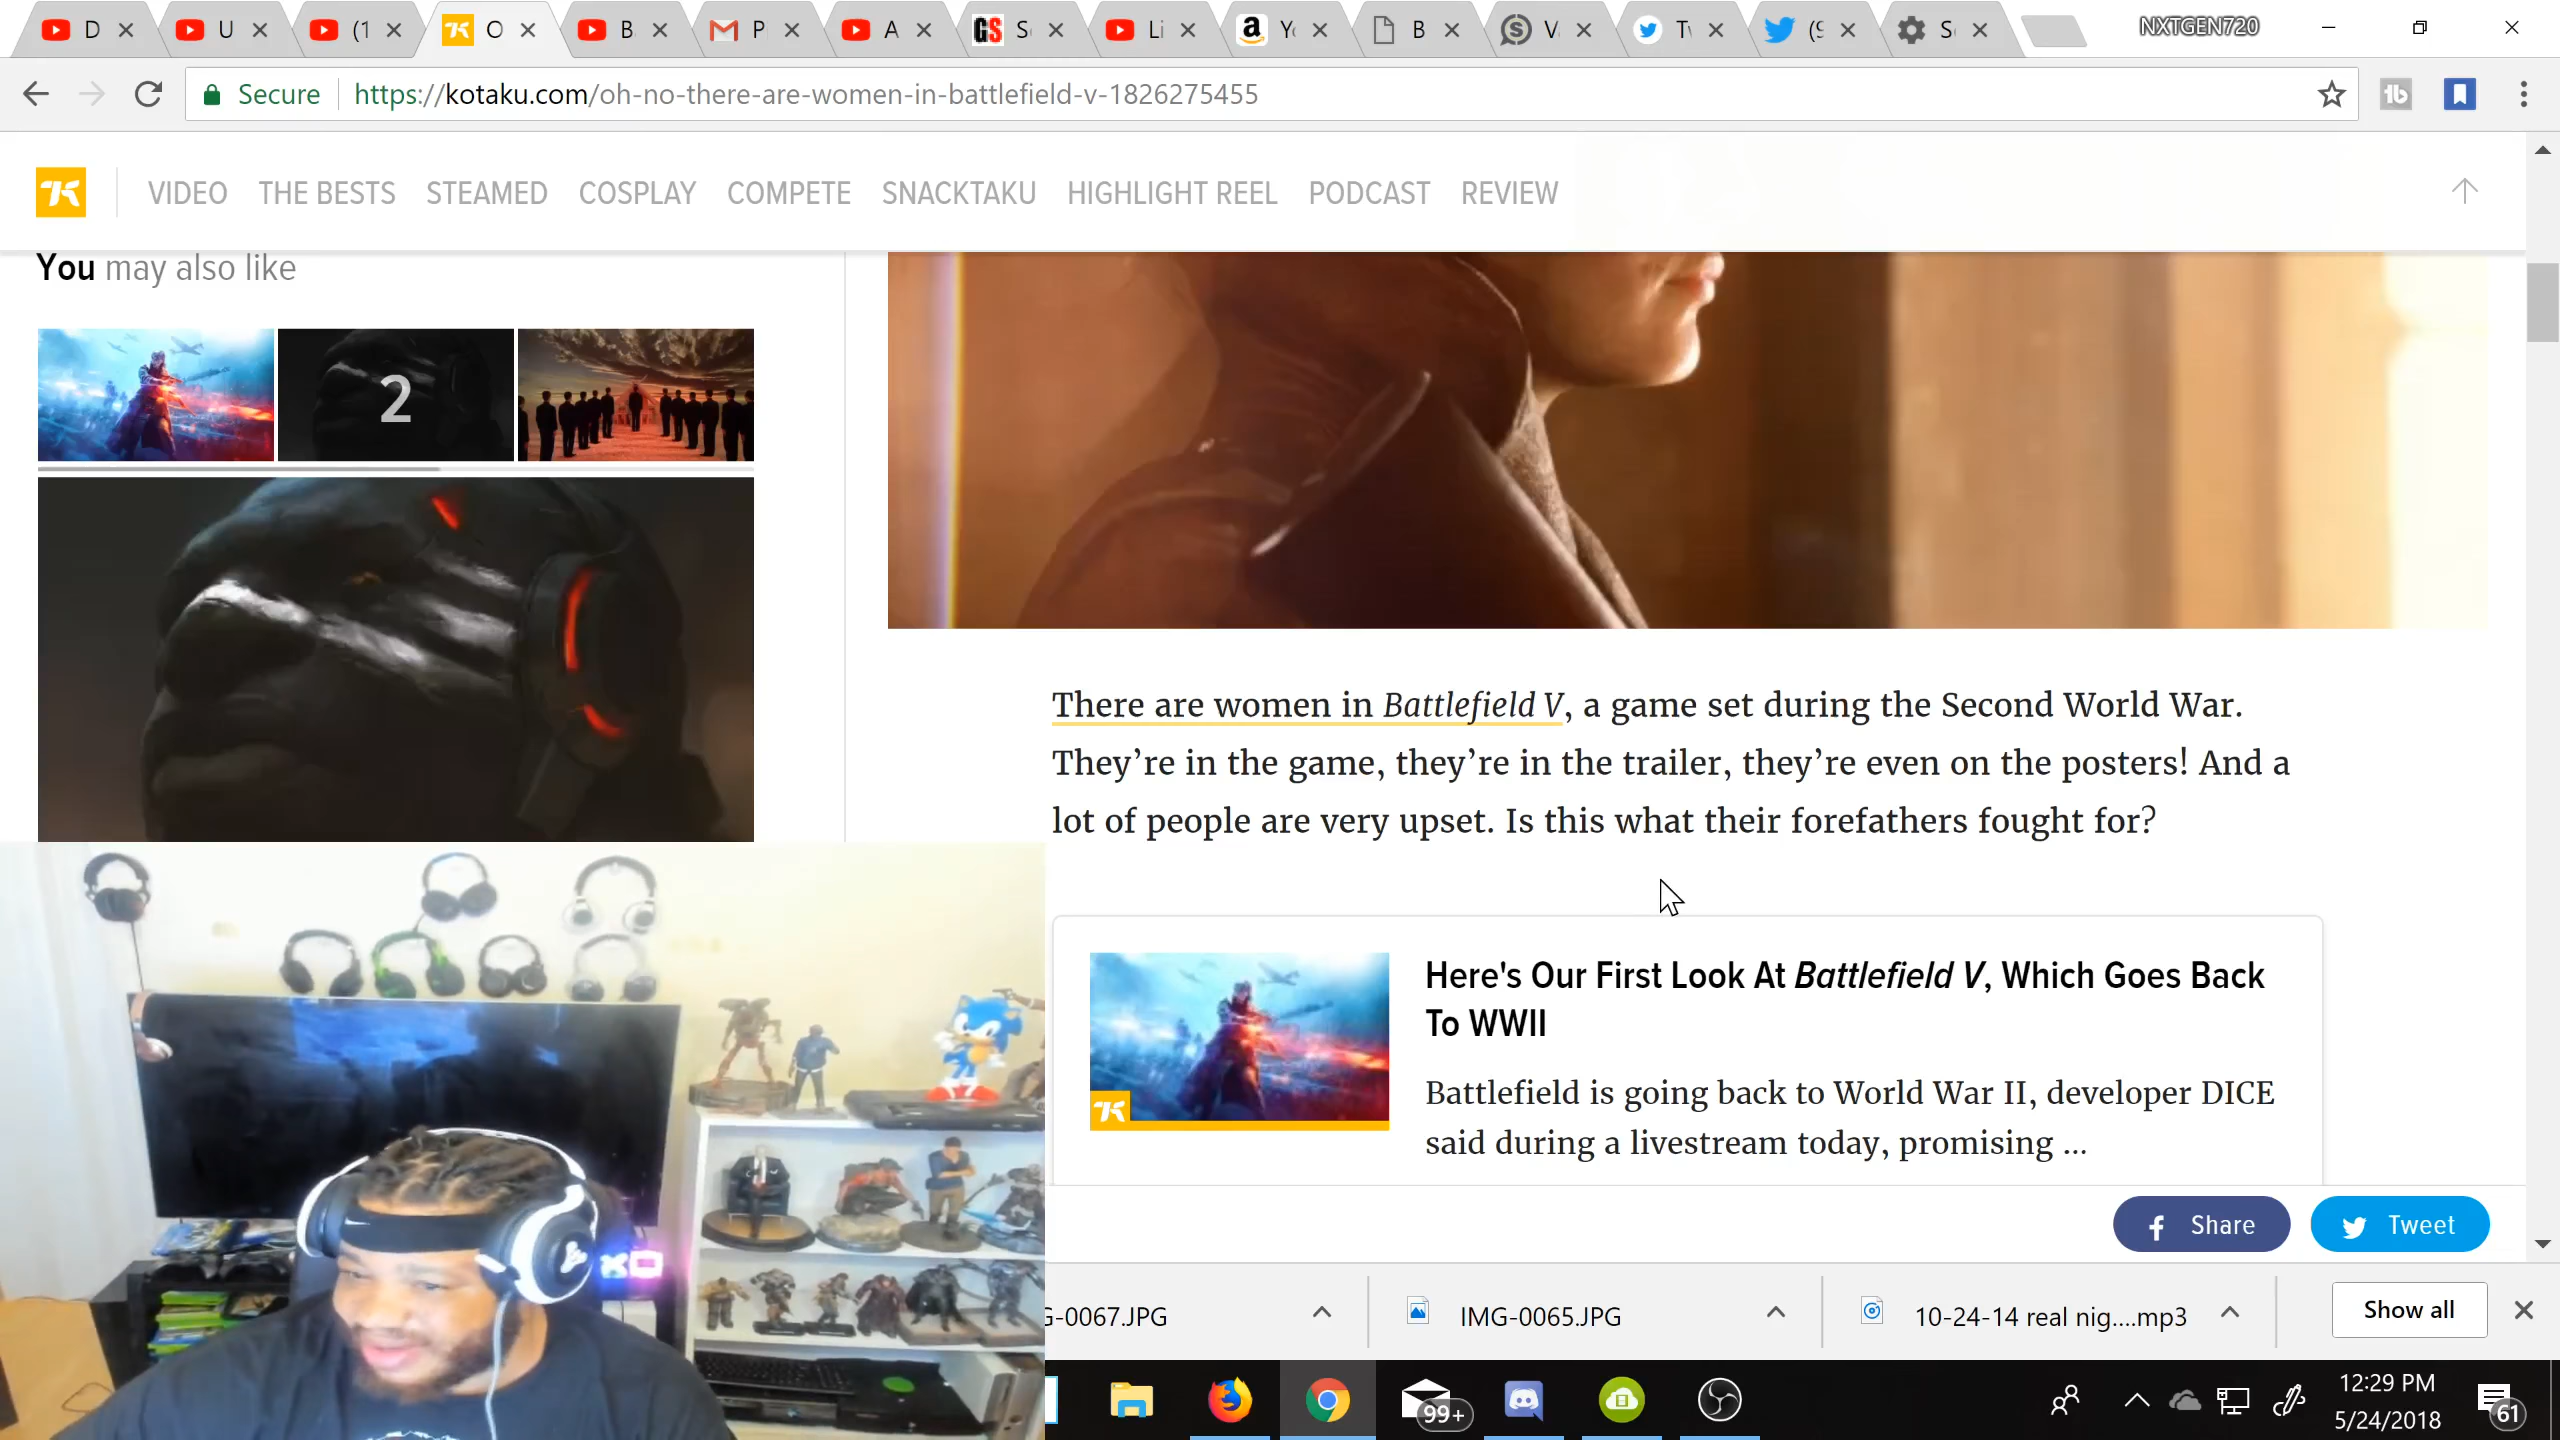 D
U
(1
O
B
P
A
S
Li
Y
B
V
Tw
(9
S
NXTGEN720
Secure https://kotaku.com/oh-no-there-are-women-in-battlefield-v-1826275455
VIDEO THE BESTS STEAMED COSPLAY COMPETE SNACKTAKU HIGHLIGHT REEL PODCAST REVIEW
You may also like
2
There are women in Battlefield V, a game set during the Second World War.
They’re in the game, they’re in the trailer, they’re even on the posters! And a
lot of people are very upset. Is this what their forefathers fought for?
Here's Our First Look At Battlefield V, Which Goes Back
To WWII
Battlefield is going back to World War II, developer DICE
said during a livestream today, promising ...
Share
Tweet
G-0067.JPG
IMG-0065.JPG
10-24-14 real nig....mp3
Show all
99+
12:29 PM
5/24/2018
61